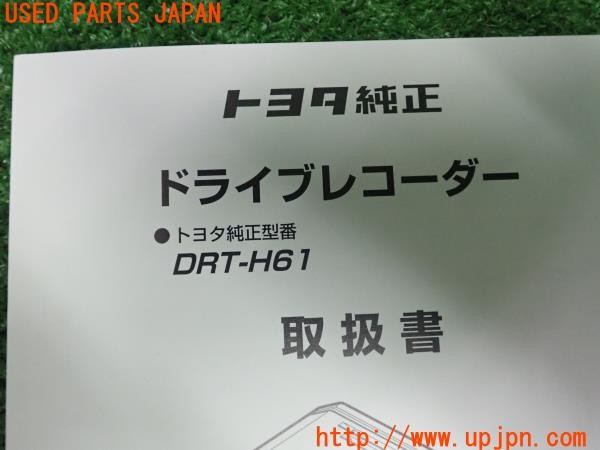 USED PARTS JAPAN
トヨタ純正
ドライブレコーダー
● トヨタ純正型番
DRT-H61
取扱書
http://www.upjpn.com